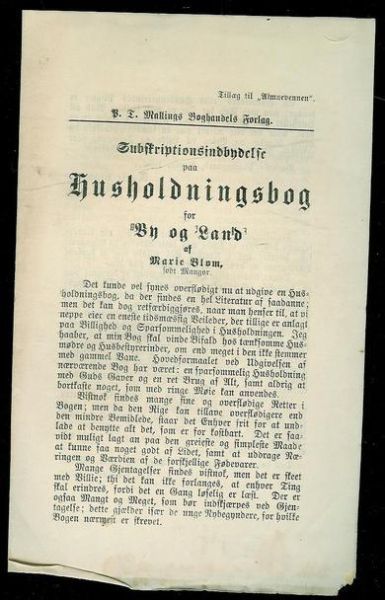 Tillæg til „Almuevennen“.
P. T. Mallings Boghandels Forlag.
Subskriptionsindbydelse
paa
Husholdningsbog
for
By og Land
af
Marie Blom,
født Mangor.
Det kunde vel synes overflødigt nu at udgive en Hus-
holdningsbog, da der findes en hel Literatur af saadanne;
men det kan dog retfærdiggjøres, naar man henser til, at vi
neppe eier en eneste tidsmæssig Veileder, der tillige er anlagt
paa Billighed og Sparsommelighed i Husholdningen. Jeg
haaber, at min Bog skal vinde Bifald hos tænksomme Hus-
mødre og Husbestyrerinder, om end meget i den ikke stemmer
med gammel Vane. Hovedformaalet ved Udgivelsen af
nærværende Bog har været: en sparsommelig Husholdning
med Guds Gaver og en ret Brug af Alt, samt aldrig at
bortkaste noget, som med ringe Møie kan anvendes.
Vistnok findes mange fine og overflødige Retter i
Bogen; men da den Rige kan tillave overflødigere end
den mindre Bemidlede, staar det Enhver frit for at und-
lade at benytte alt det, som er for kostbart. Det er saa-
vidt muligt lagt an paa den greieste og simpleste Maade
at kunne faa noget godt af Lidet, samt at uddrage Næ-
ringen og Værdien af de forskjellige Fødevarer.
Mange Gjentagelser findes vistnok, men det er skeet
med Villie; thi det kan ikke forlanges, at enhver Ting
skal erindres, fordi det en Gang løselig er læst. Der er
ogsaa Mangt og Meget, som bør indskjærpes ved Gjen-
tagelse; dette gjælder især de unge Nybegyndere, for hvilke
Bogen nærmest er skrevet.